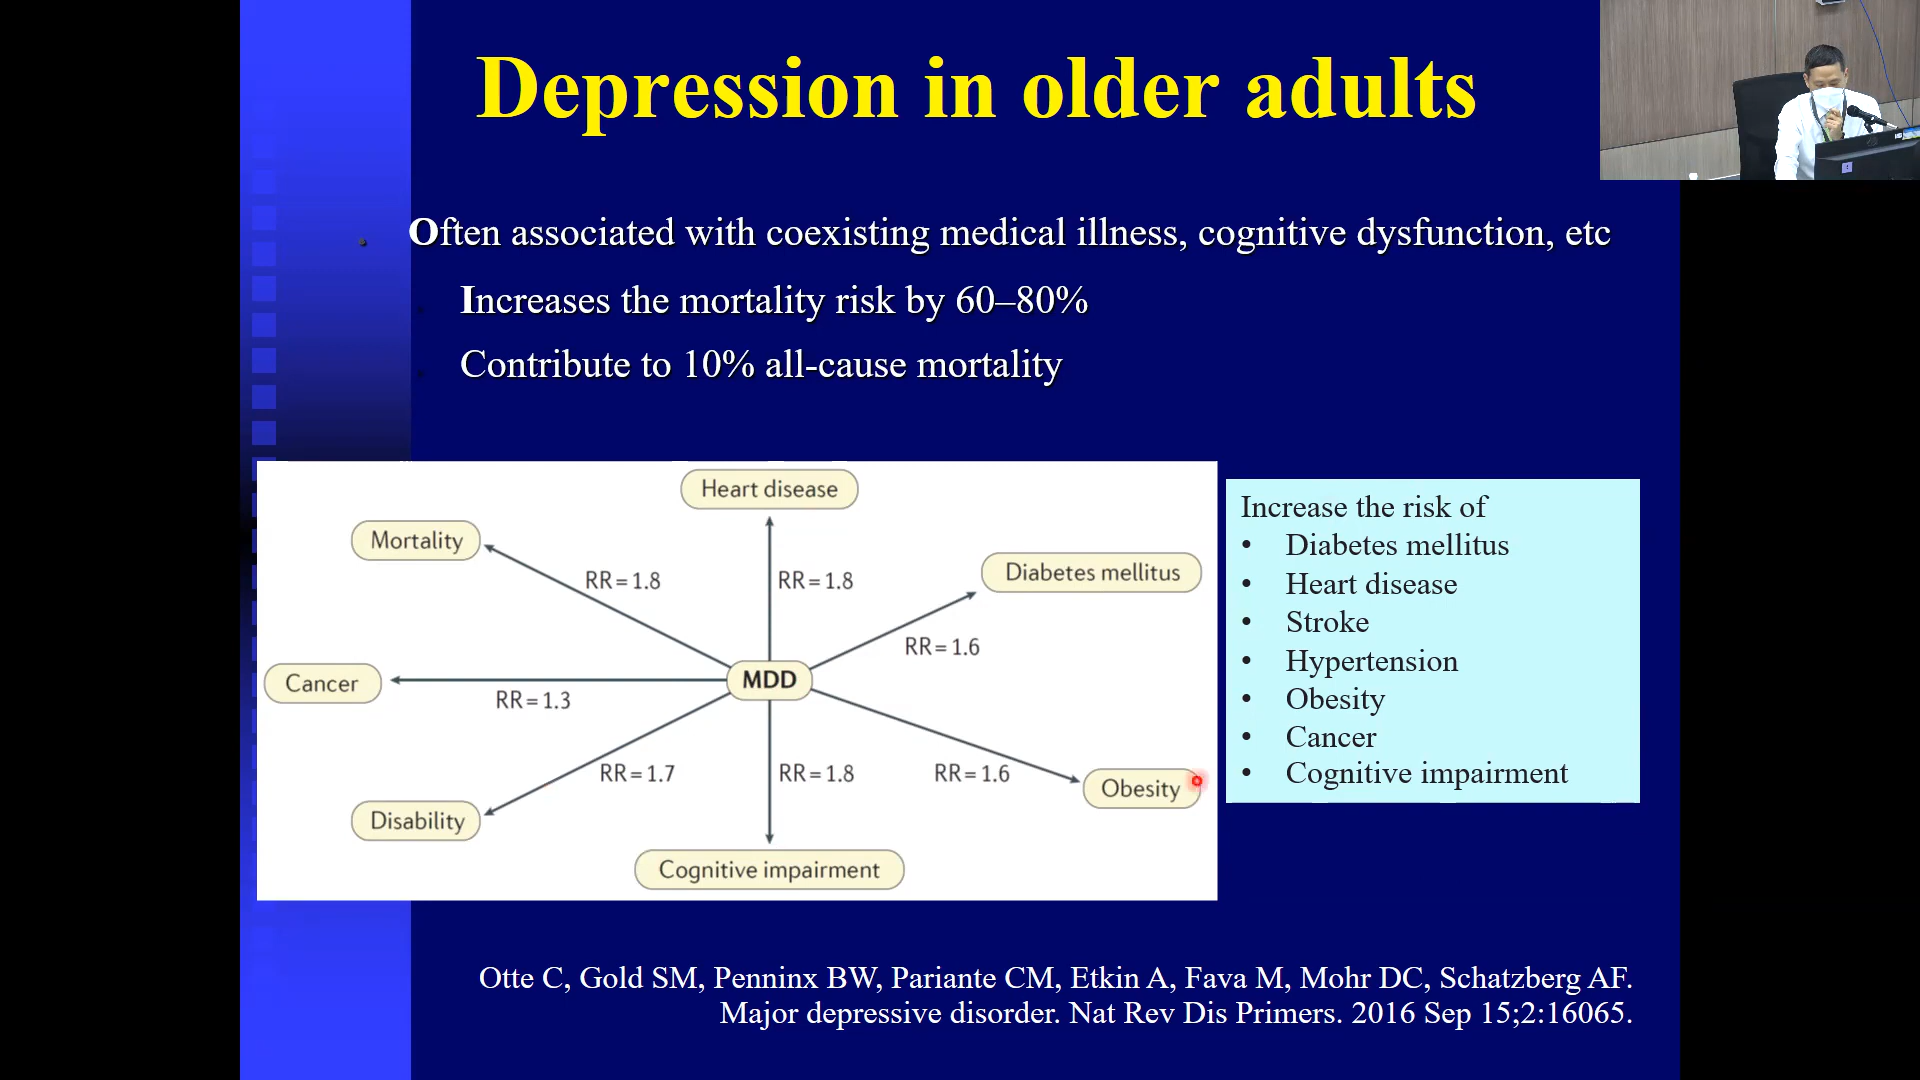 Depression in older adults
• Often associated with coexisting medical illness, cognitive dysfunction, etc
Increases the mortality risk by 60–80%
Contribute to 10% all-cause mortality
Heart disease
Mortality
Diabetes mellitus
RR = 1.8
RR = 1.8
RR = 1.6
MDD
Cancer
RR = 1.3
RR = 1.7
RR = 1.8
RR = 1.6
Obesity
Disability
Cognitive impairment
Increase the risk of
• Diabetes mellitus
• Heart disease
• Stroke
• Hypertension
• Obesity
• Cancer
• Cognitive impairment
Otte C, Gold SM, Penninx BW, Pariante CM, Etkin A, Fava M, Mohr DC, Schatzberg AF.
Major depressive disorder. Nat Rev Dis Primers. 2016 Sep 15;2:16065.